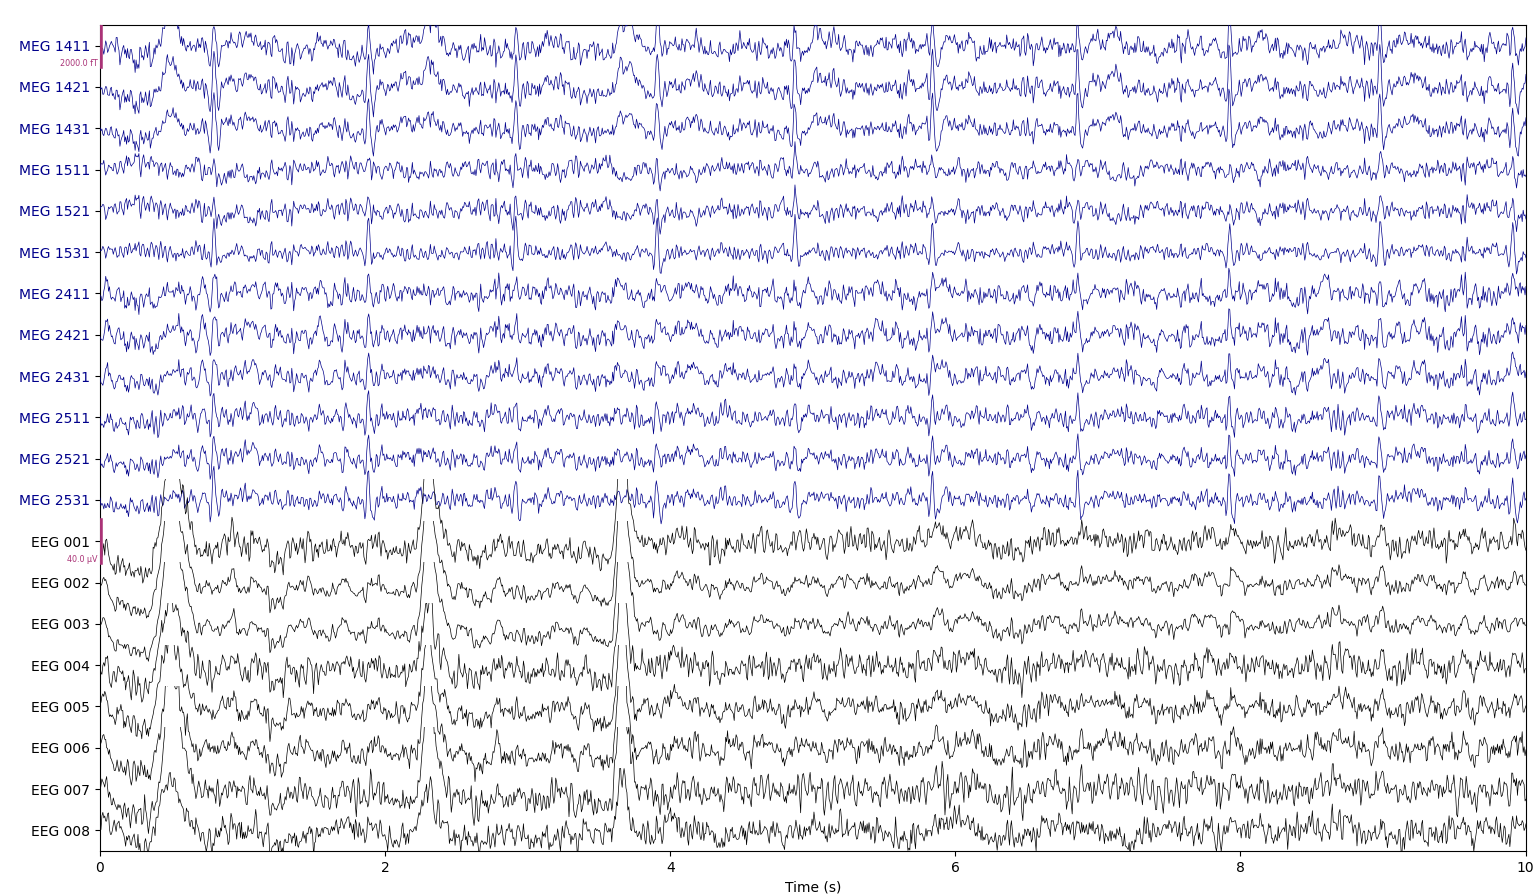 MEG 1411
2000.0 fT
MEG 1421
MEG 1431
MEG 1511
MEG 1521
MEG 1531
MEG 2411
MEG 2421
MEG 2431
MEG 2511
MEG 2521
MEG 2531
EEG 001
40.0 µV
EEG 002
EEG 003
EEG 004
EEG 005
EEG 006
EEG 007
EEG 008
0 2 4 6 8 10
Time (s)